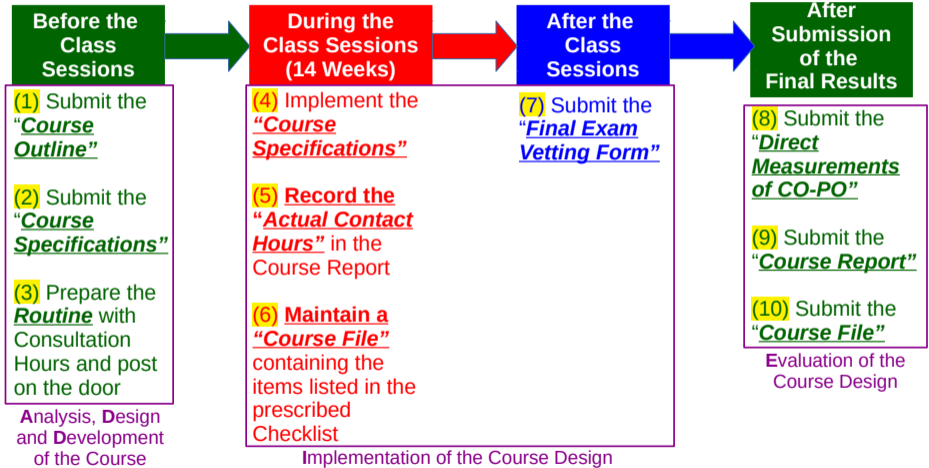 Before the
Class
Sessions
(1) Submit the
“Course
Outline”
(2) Submit the
“Course
Specifications”
(3) Prepare the
Routine with
Consultation
Hours and post
on the door
Analysis, Design
and Development
of the Course
During the
Class Sessions
(14 Weeks)
(4) Implement the
“Course
Specifications”
(5) Record the
“Actual Contact
Hours” in the
Course Report
(6) Maintain a
“Course File”
containing the
items listed in the
prescribed
Checklist
After the
Class
Sessions
(7) Submit the
“Final Exam
Vetting Form”
Implementation of the Course Design
After
Submission
of the
Final Results
(8) Submit the
“Direct
Measurements
of CO-PO”
(9) Submit the
“Course Report”
(10) Submit the
“Course File”
Evaluation of the
Course Design